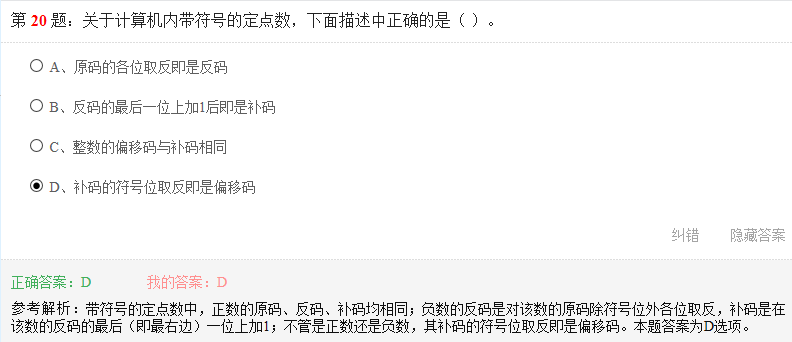 第 20 题：关于计算机内带符号的定点数，下面描述中正确的是（ ）。
A、原码的各位取反即是反码
B、反码的最后一位上加1后即是补码
C、整数的偏移码与补码相同
D、补码的符号位取反即是偏移码
纠错 隐藏答案
正确答案：D 我的答案：D
参考解析：带符号的定点数中，正数的原码、反码、补码均相同；负数的反码是对该数的原码除符号位外各位取反，补码是在
该数的反码的最后（即最右边）一位上加1；不管是正数还是负数，其补码的符号位取反即是偏移码。本题答案为D选项。